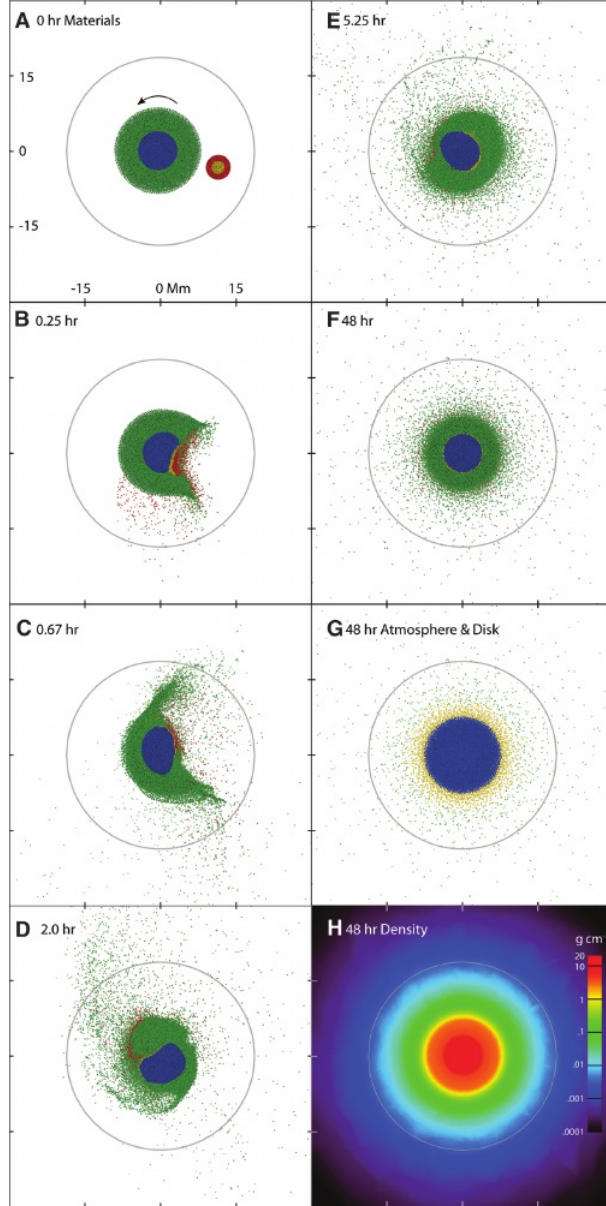 A 0 hr Materials
15
0
-15
-15
0 Mm
15
B 0.25 hr
C 0.67 hr
D 2.0 hr
E 5.25 hr
F 48 hr
G 48 hr Atmosphere & Disk
H 48 hr Density
g cm⁻
20
10
1
.1
.01
.001
.0001